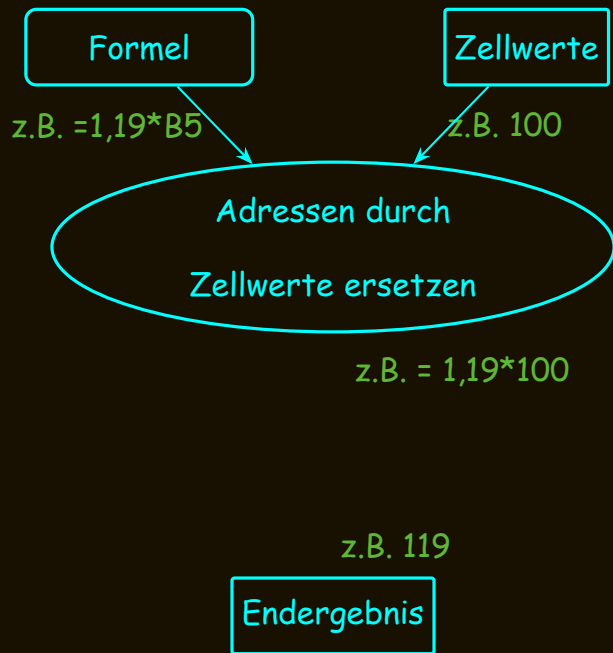 Formel
Zellwerte
z.B. =1,19*B5
z.B. 100
Adressen durch
Zellwerte ersetzen
z.B. = 1,19*100
z.B. 119
Endergebnis